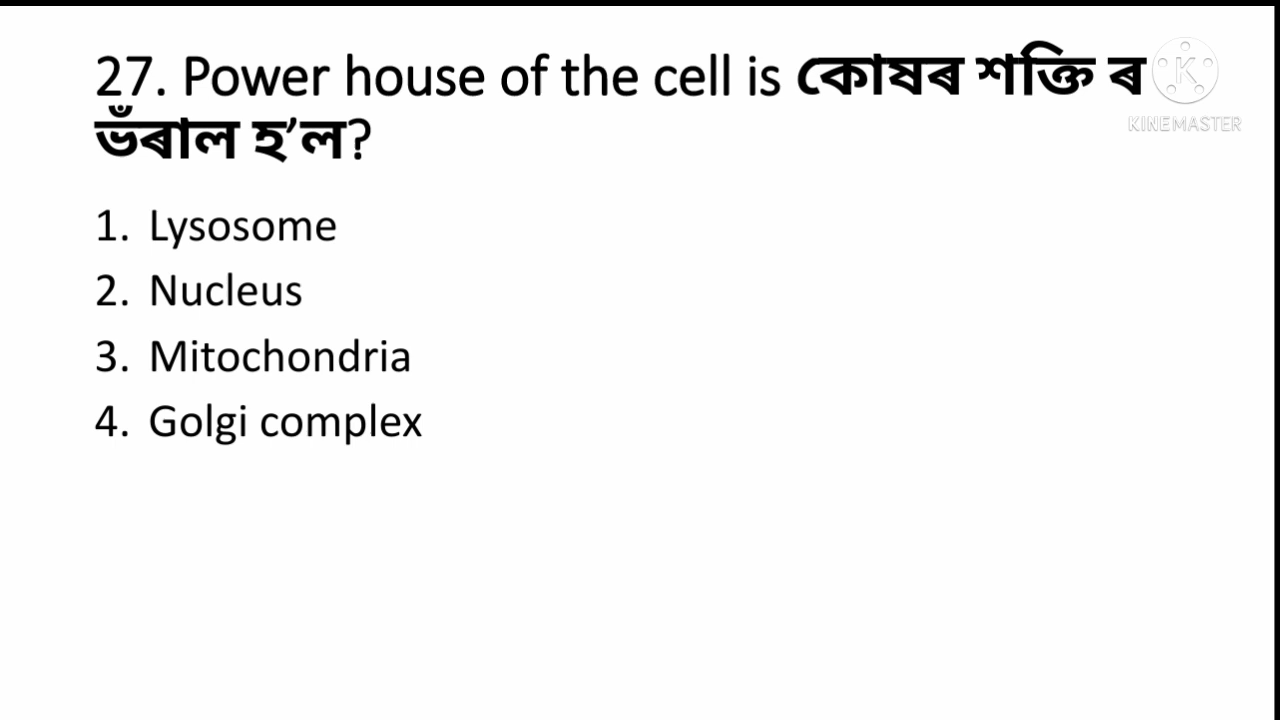 27. Power house of the cell is কোষৰ শক্তি ৰ
ভঁৰাল হ’ল?
1. Lysosome
2. Nucleus
3. Mitochondria
4. Golgi complex
K
KINEMASTER